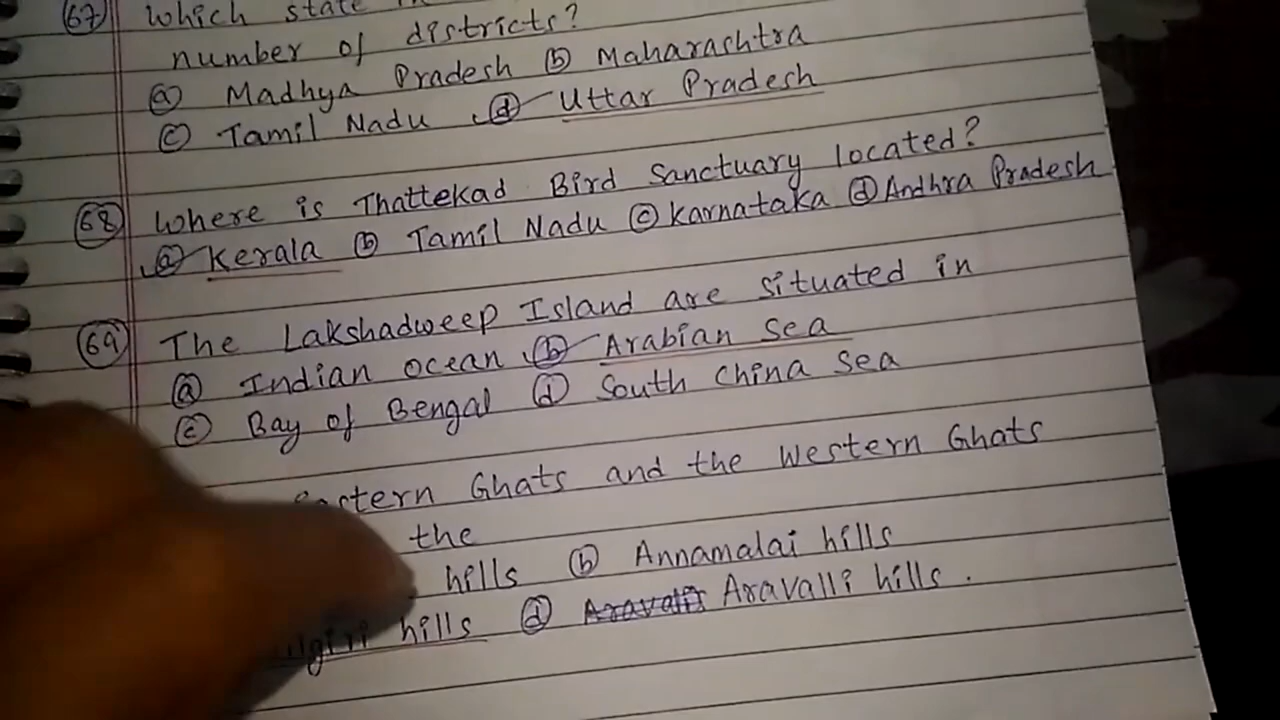 (67) Which state
number of districts?
(a) Madhya Pradesh (b) Maharashtra
(c) Tamil Nadu (d) Uttar Pradesh
(68) Where is Thattekad Bird Sanctuary located?
(a) Kerala (b) Tamil Nadu (c) Karnataka (d) Andhra Pradesh
(69) The Lakshadweep Island are situated in
(a) Indian ocean (b) Arabian sea
(c) Bay of Bengal (d) South China sea
Ghats and the Western Ghats
the
hills (b) Annamalai hills
hills (d) Aravalli hills.